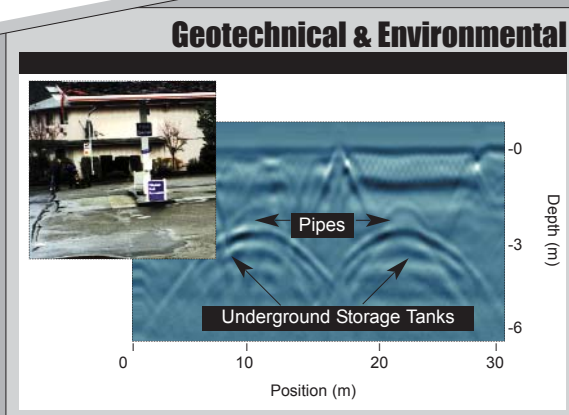 Geotechnical & Environmental
-0
Pipes
-3
Depth (m)
Underground Storage Tanks
-6
0 10 20 30
Position (m)